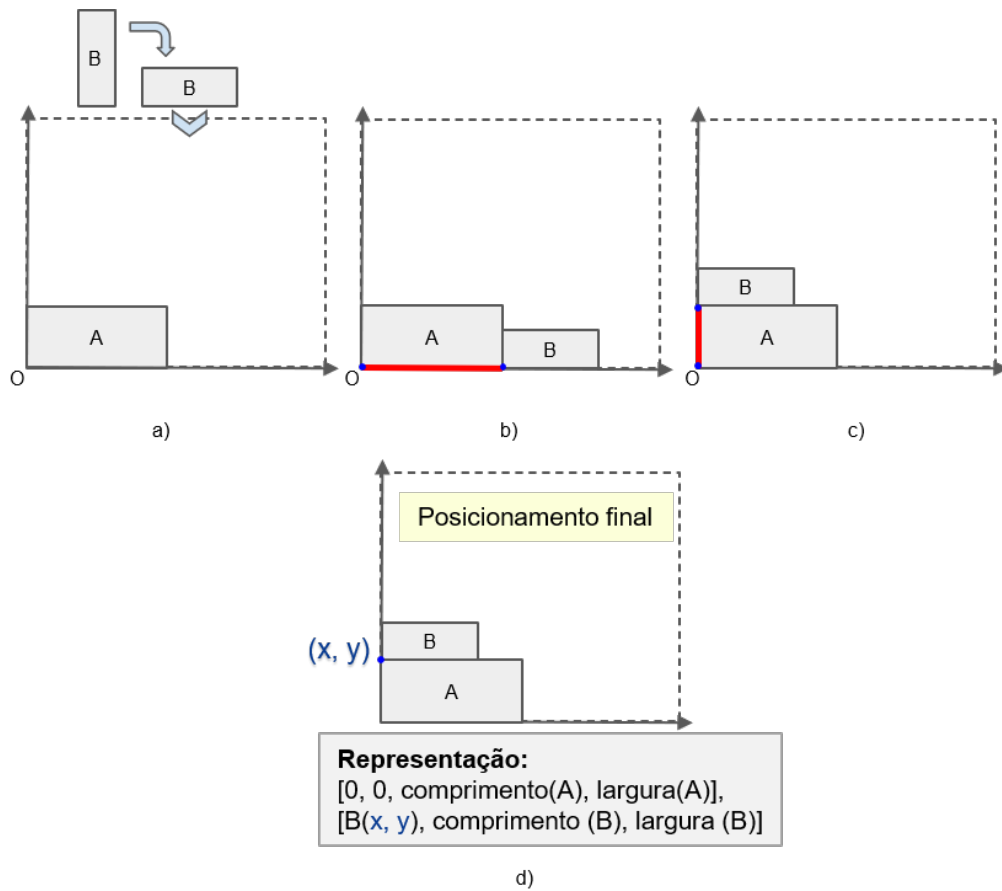 B
B
A
O
a)
A
B
O
b)
B
A
O
c)
Posicionamento final
(x, y)
B
A
Representação:
[0, 0, comprimento(A), largura(A)],
[B(x, y), comprimento (B), largura (B)]
d)